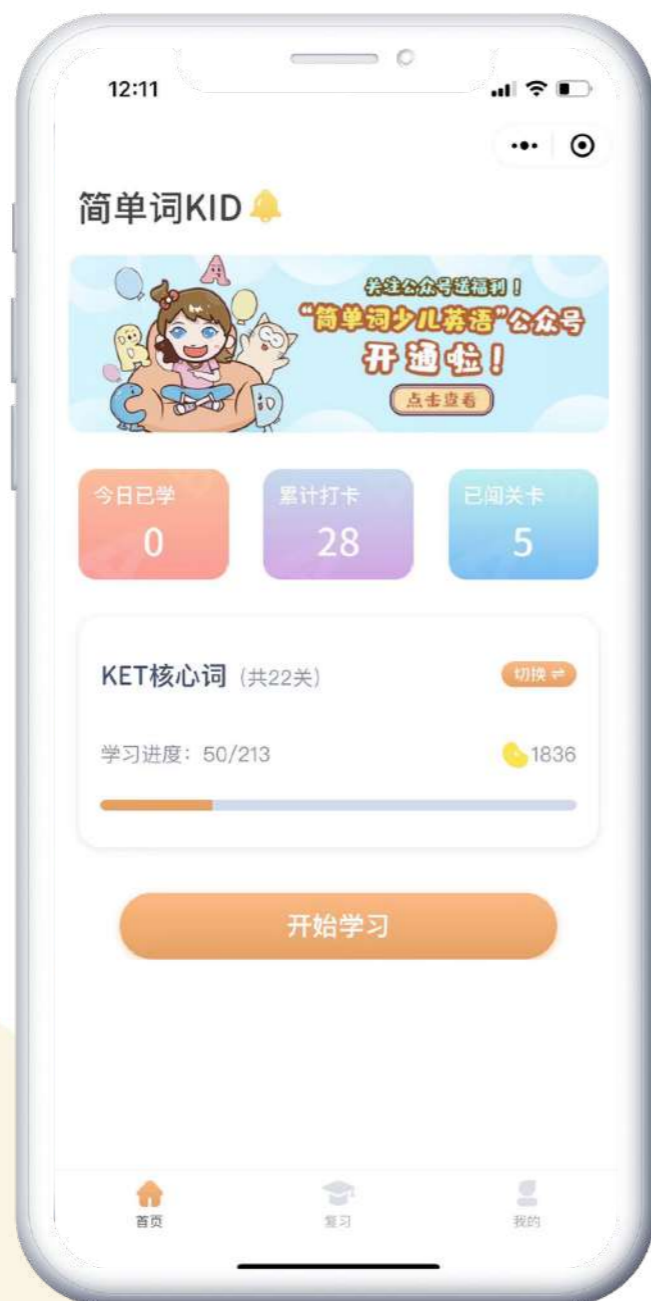 12:11
简单词KID
关注公众号送福利！
“简单词少儿英语”公众号
开通啦！
点击查看
A
B
C
D
今日已学
0
累计打卡
28
已闯关卡
5
KET核心词（共22关）
切换
学习进度：50/213
1836
开始学习
首页
复习
我的